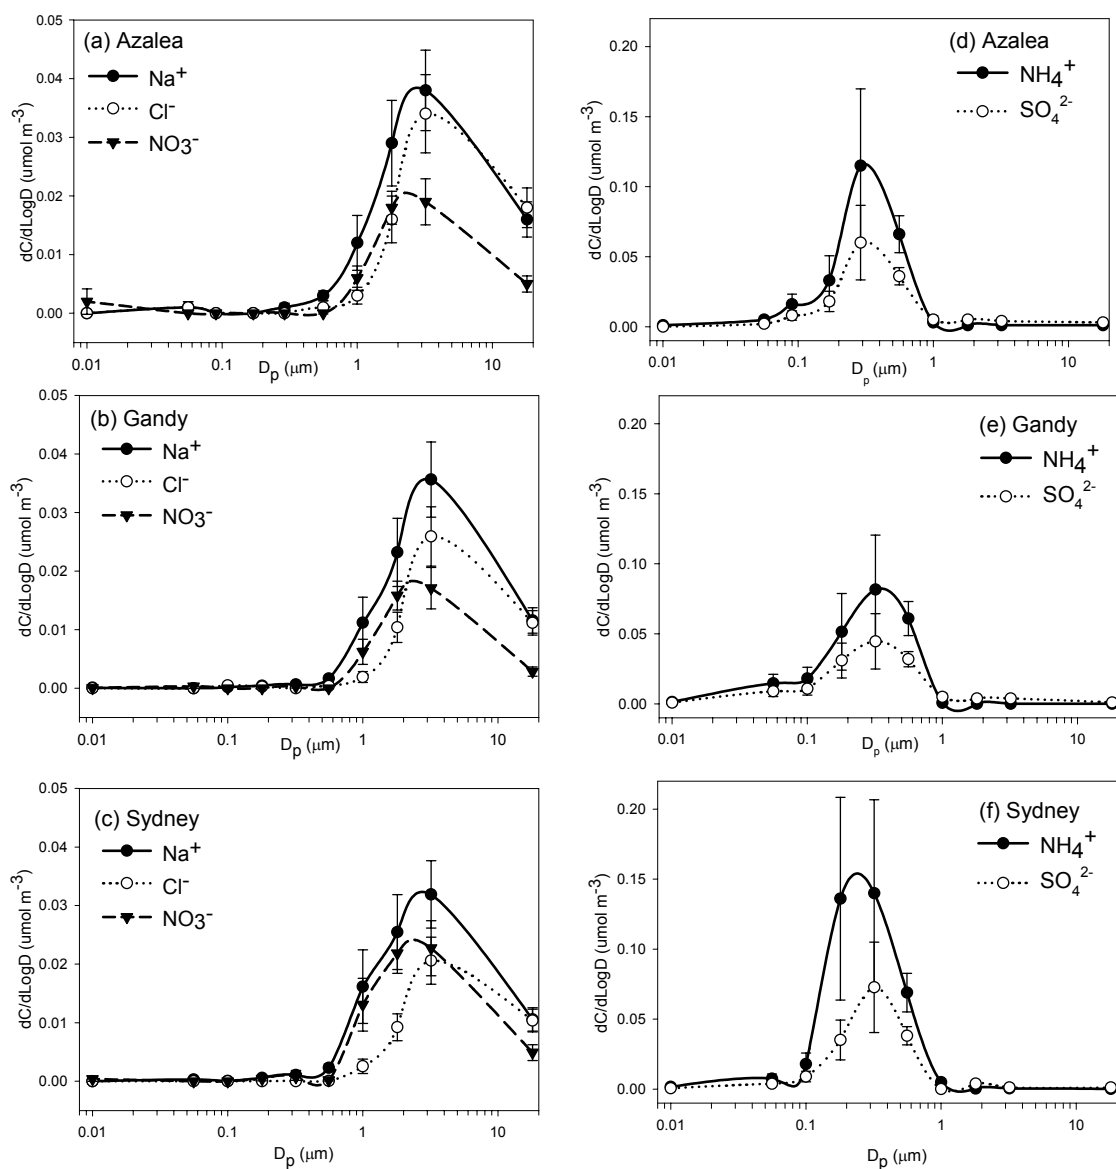 (a) Azalea
Na+
Cl-
NO3-
0.05
0.04
0.03
0.02
0.01
0.00
dC/dLogD (umol m-3)
0.01
0.1
1
10
Dp (μm)
(d) Azalea
NH4+
SO42-
0.20
0.15
0.10
0.05
0.00
dC/dLogD (umol m-3)
0.01
0.1
1
10
Dp (μm)
(b) Gandy
Na+
Cl-
NO3-
0.05
0.04
0.03
0.02
0.01
0.00
dC/dLogD (umol m-3)
0.01
0.1
1
10
Dp (μm)
(e) Gandy
NH4+
SO42-
0.20
0.15
0.10
0.05
0.00
dC/dLogD (umol m-3)
0.01
0.1
1
10
Dp (μm)
(c) Sydney
Na+
Cl-
NO3-
0.05
0.04
0.03
0.02
0.01
0.00
dC/dLogD (umol m-3)
0.01
0.1
1
10
Dp (μm)
(f) Sydney
NH4+
SO42-
0.20
0.15
0.10
0.05
0.00
dC/dLogD (umol m-3)
0.01
0.1
1
10
Dp (μm)